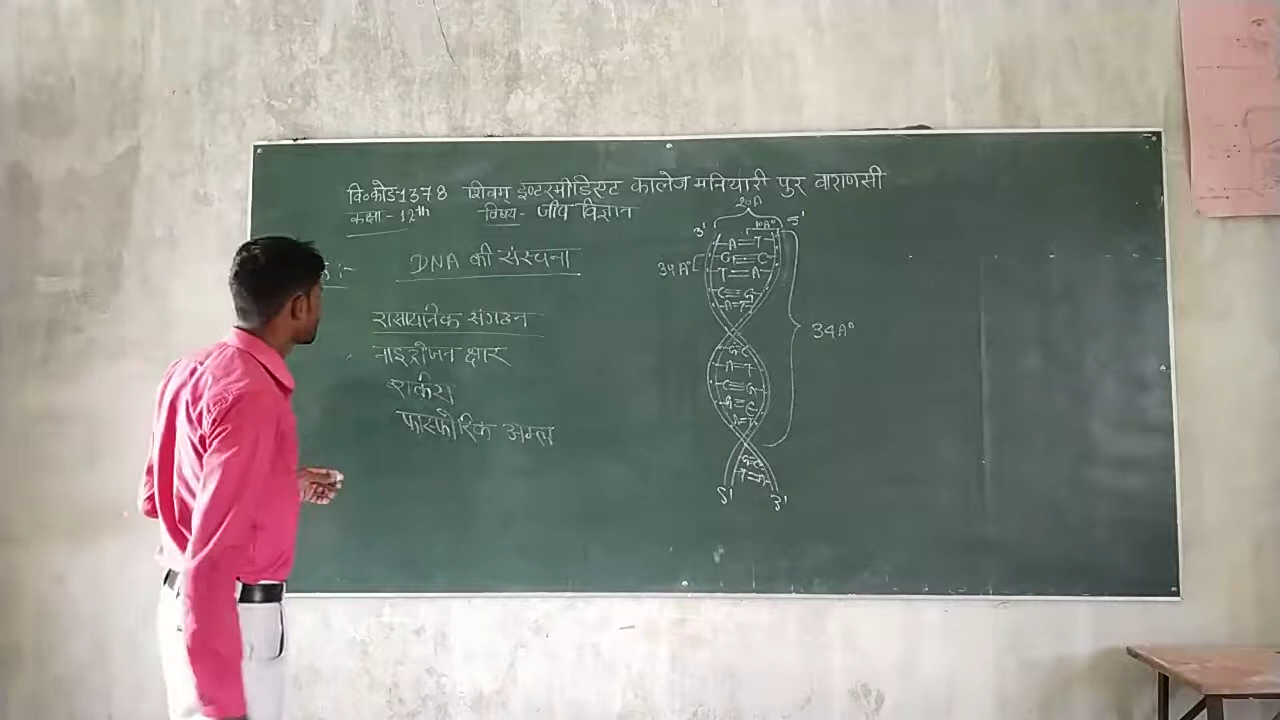 वि०कोड-1378 शिवम् इण्टरमीडिएट कालेज मनियारी पुर वाराणसी
कक्षा - 12th विषय - जीव विज्ञान
DNA की संरचना
रासायनिक संगठन
नाइट्रोजन क्षार
शर्करा
फास्फोरिक अम्ल
20A
10A°
3' 5'
A=T
G≡C
34A°
T=A
C≡G
A=T
34A°
G C
A=T
C≡G
G≡C
A=T
G-C
5' 3'